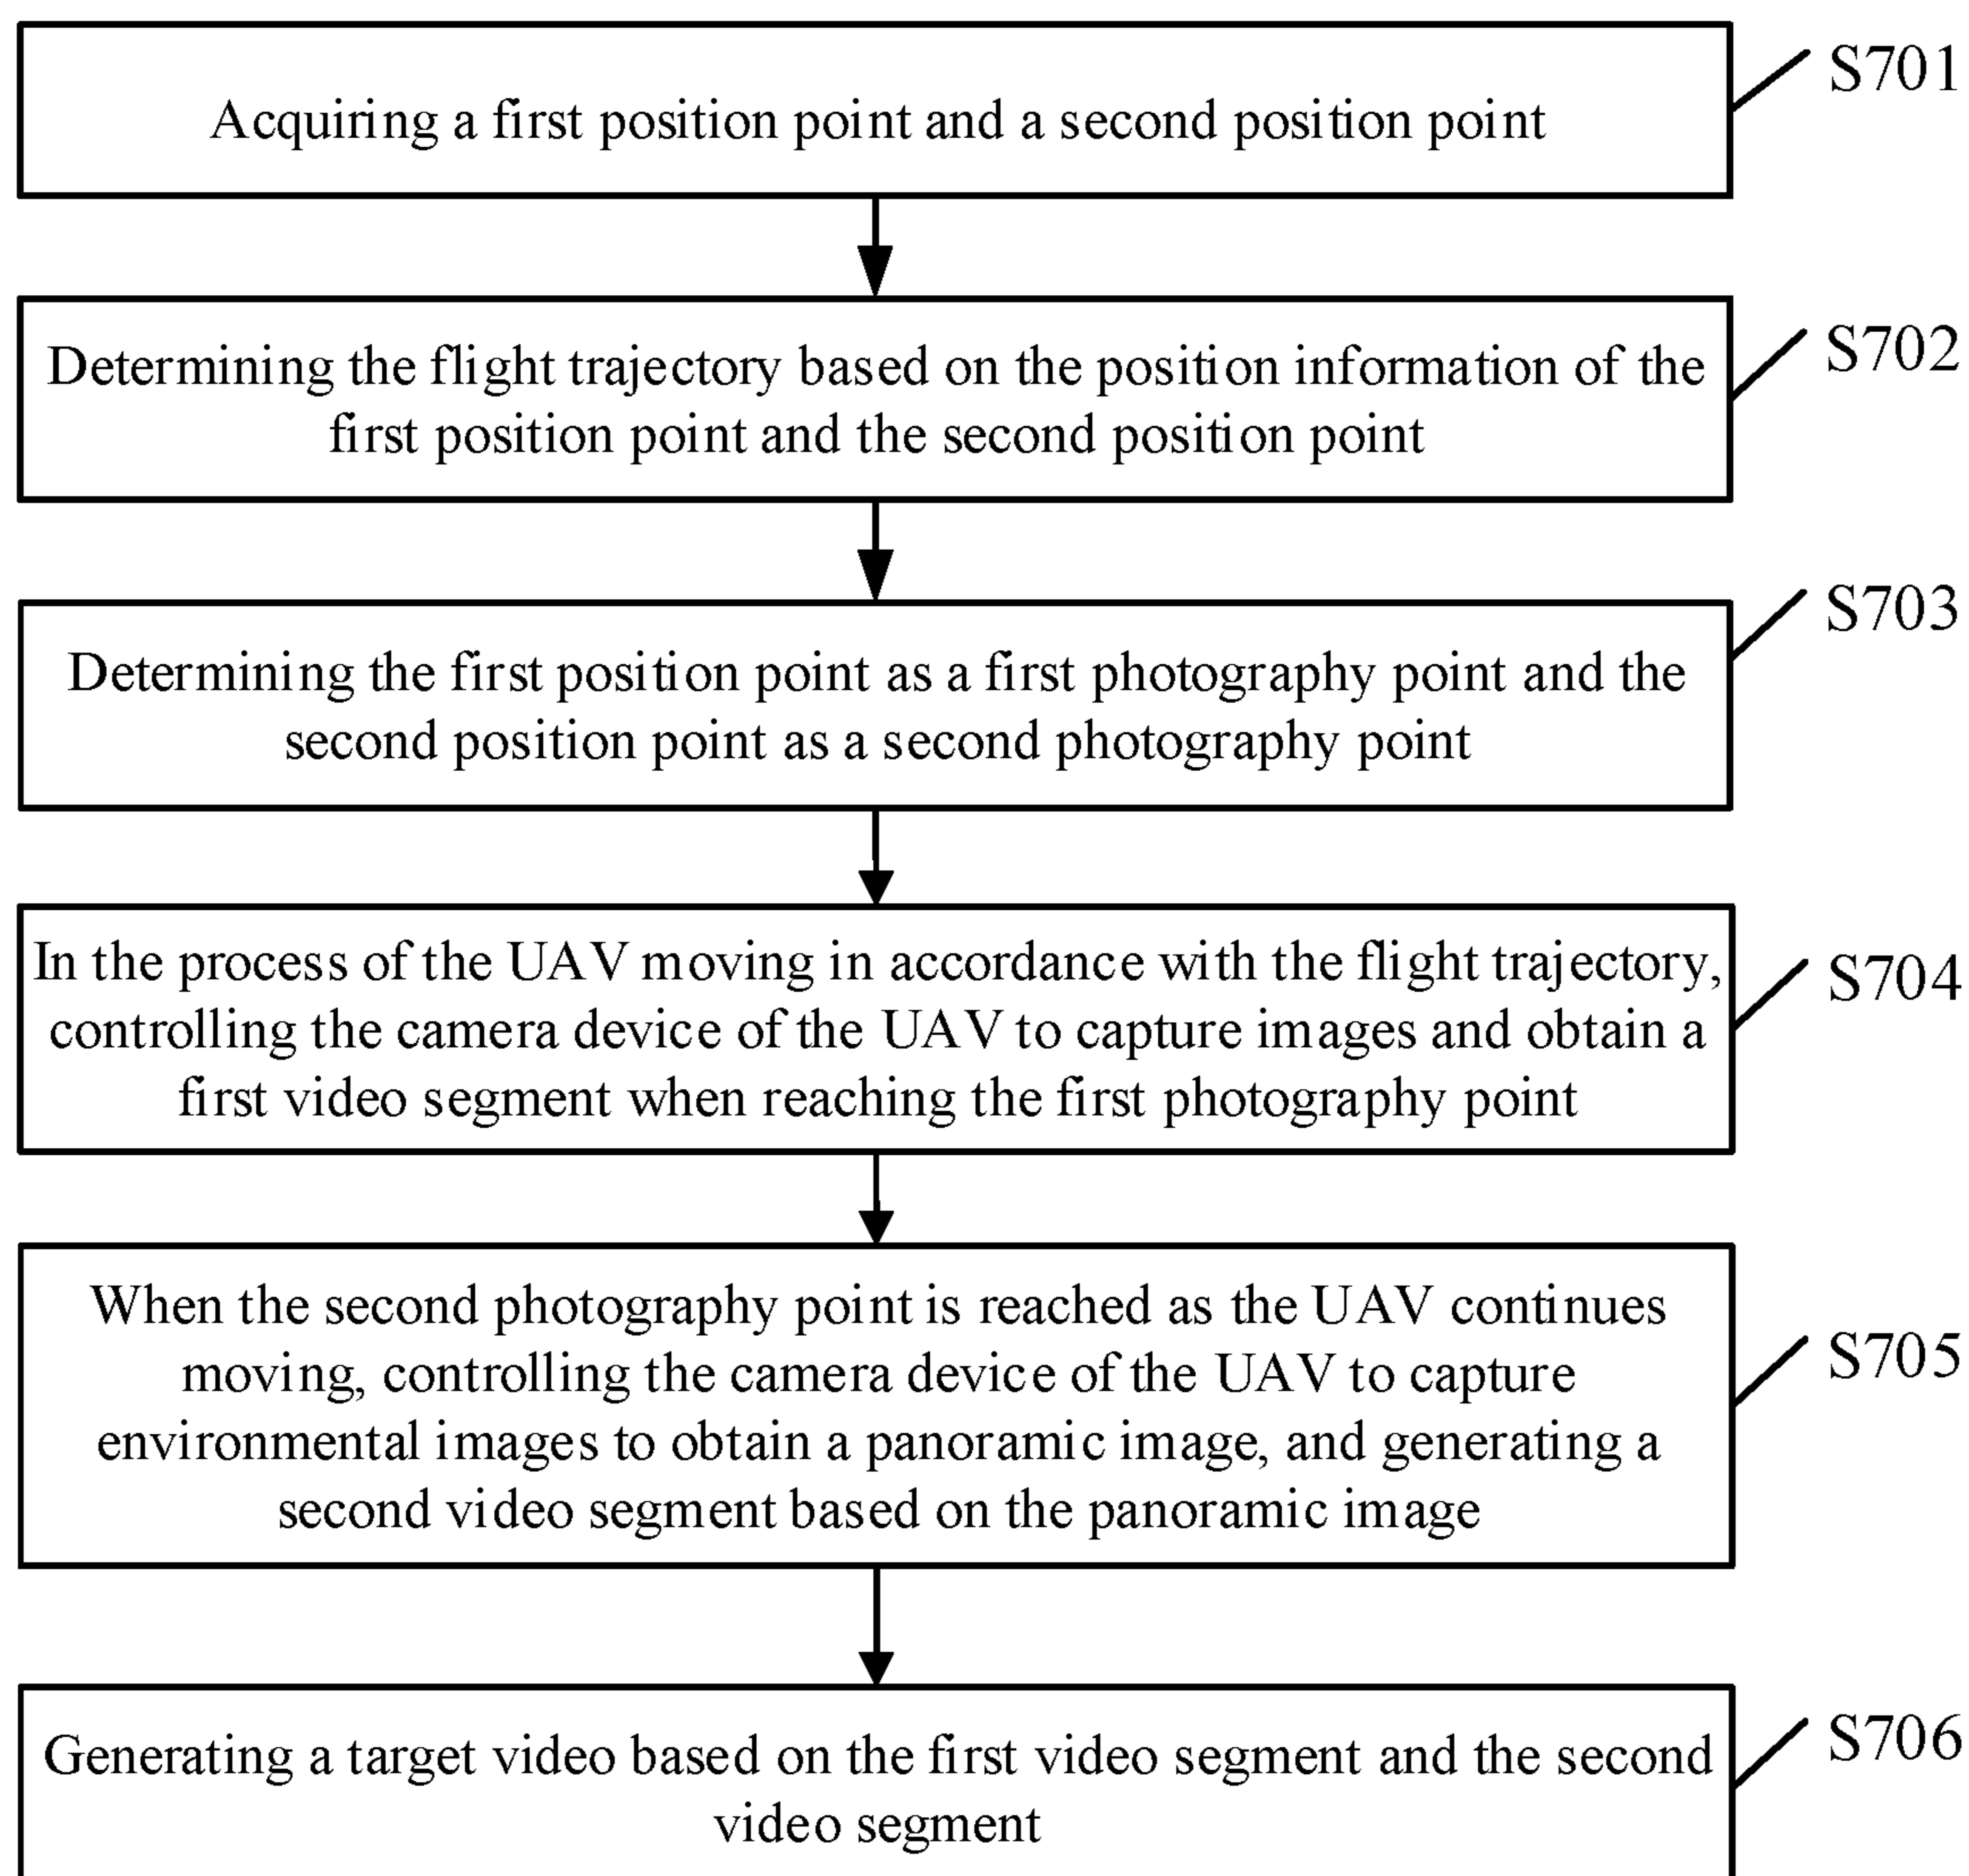 Acquiring a first position point and a second position point
S701
Determining the flight trajectory based on the position information of the
first position point and the second position point
S702
Determining the first position point as a first photography point and the
second position point as a second photography point
S703
In the process of the UAV moving in accordance with the flight trajectory,
controlling the camera device of the UAV to capture images and obtain a
first video segment when reaching the first photography point
S704
When the second photography point is reached as the UAV continues
moving, controlling the camera device of the UAV to capture
environmental images to obtain a panoramic image, and generating a
second video segment based on the panoramic image
S705
Generating a target video based on the first video segment and the second
video segment
S706